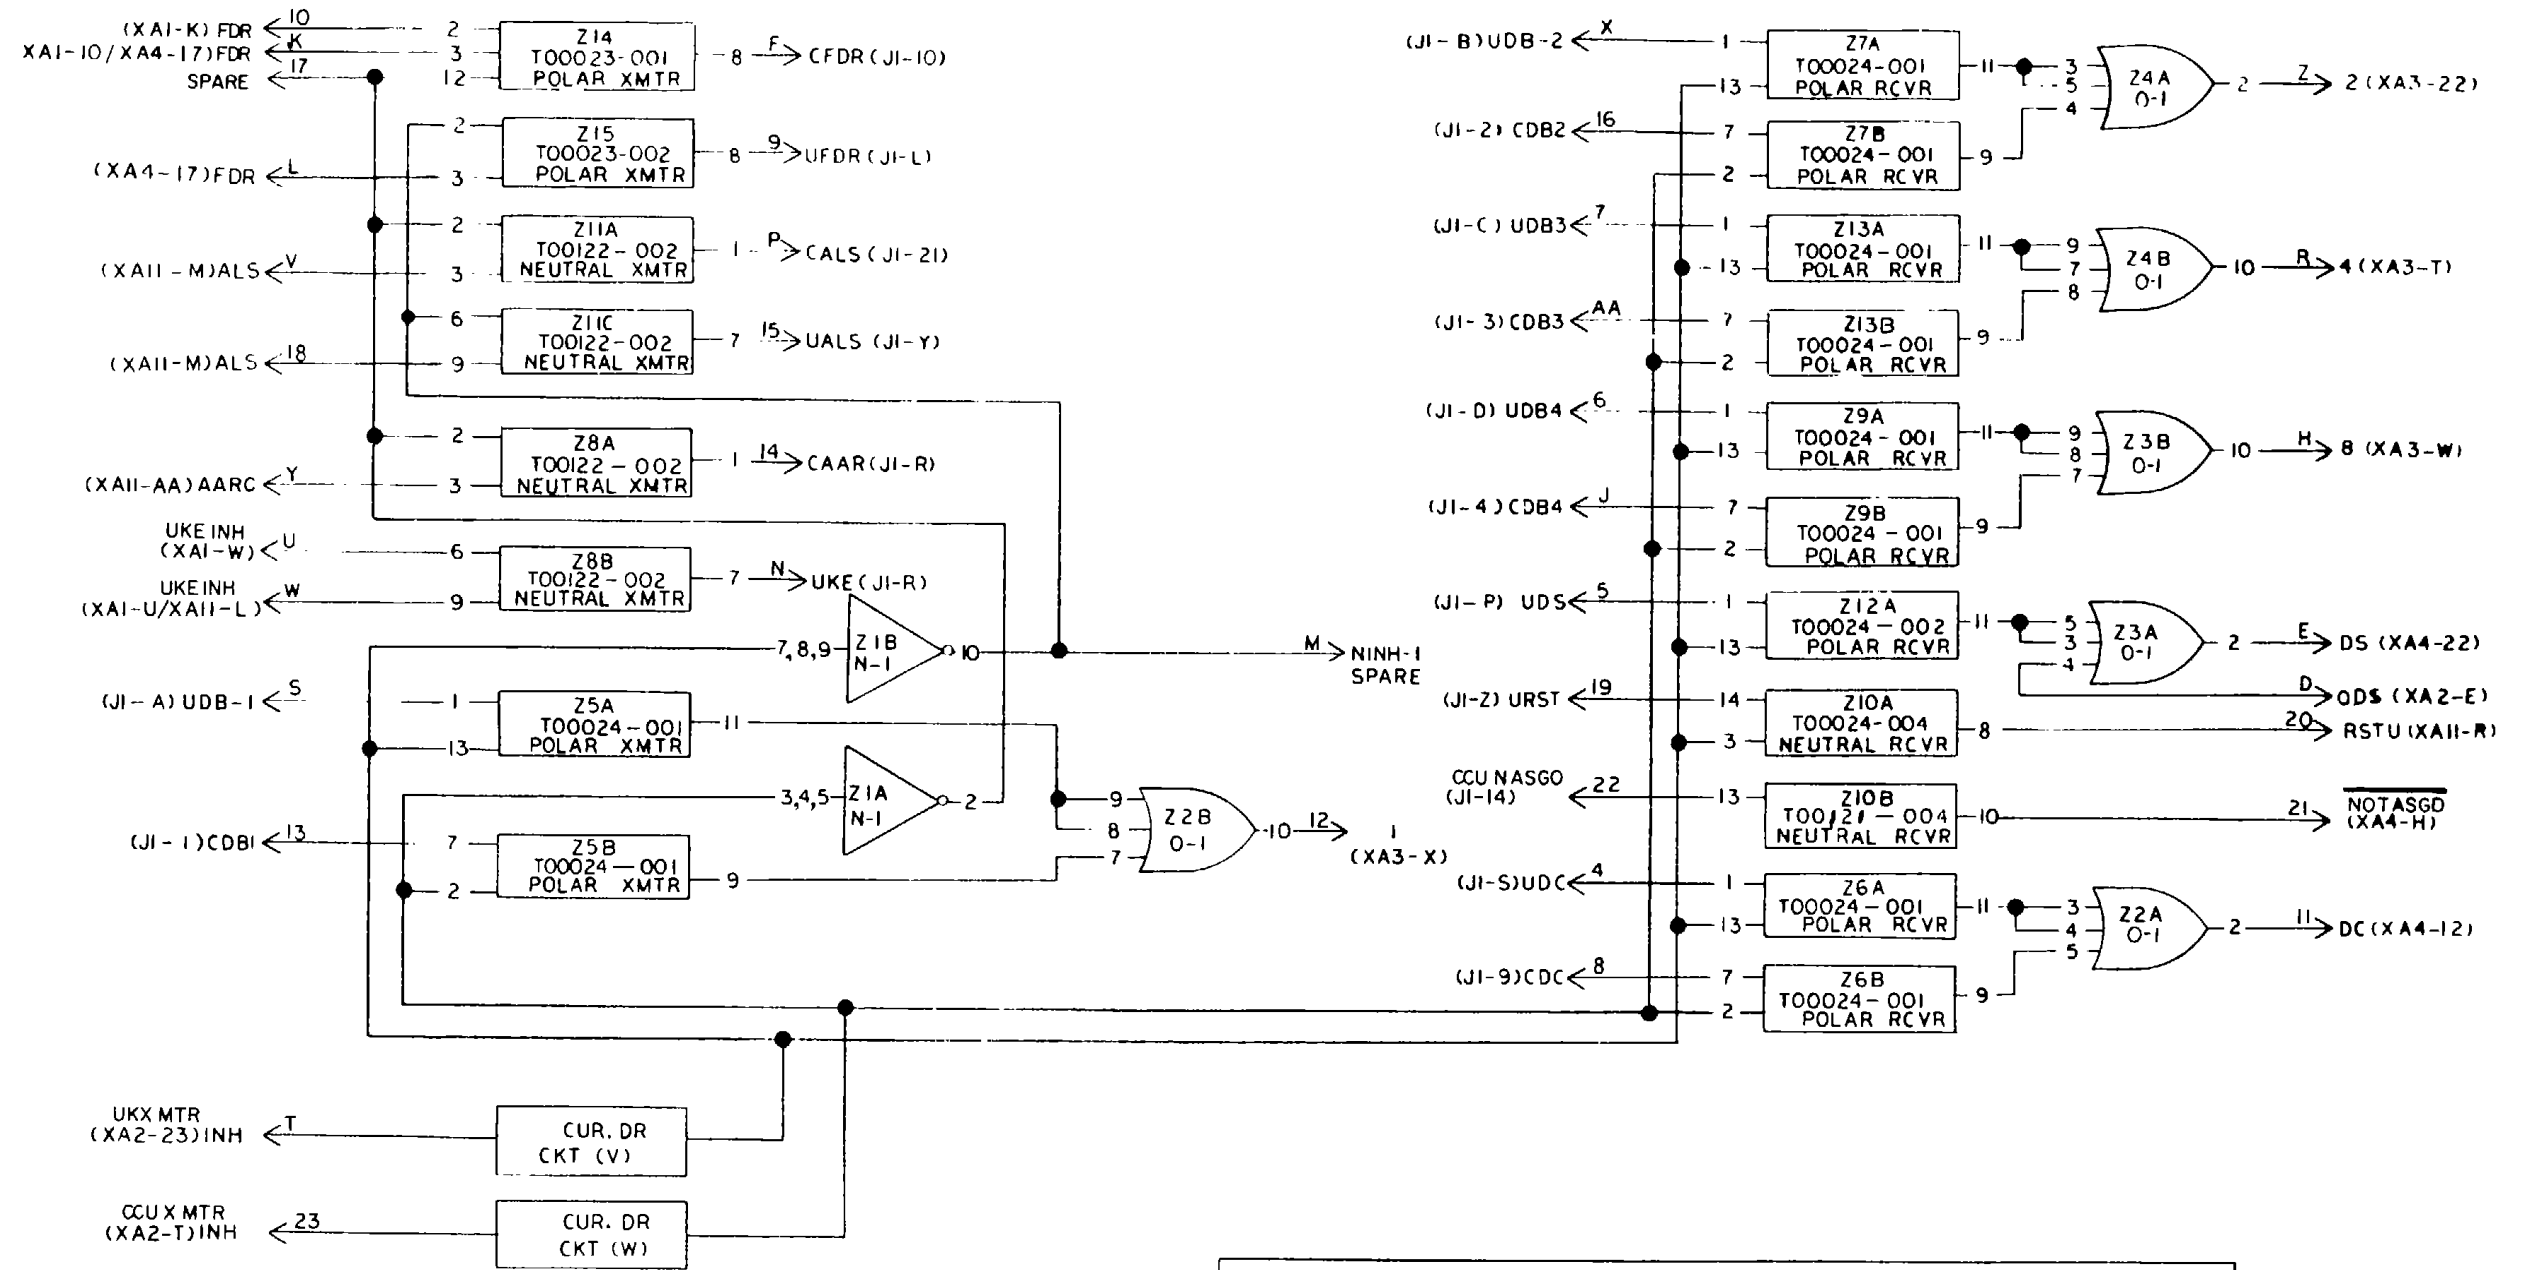 (XA1-K) FDR 10 2
XA1-10/XA4-17)FDR K 3
SPARE 17 12
Z14
T00023-001
POLAR XMTR
8 F CFDR(J1-10)
2
(XA4-17)FDR L 3
Z15
T00023-002
POLAR XMTR
8 9 UFDR(J1-L)
2
(XA11-M)ALS V 3
Z11A
T00122-002
NEUTRAL XMTR
1 P CALS (J1-21)
6
(XA11-M)ALS 18 9
Z11C
T00122-002
NEUTRAL XMTR
7 15 UALS (J1-Y)
2
(XA11-AA)AARC Y 3
Z8A
T00122-002
NEUTRAL XMTR
1 14 CAAR(J1-R)
UKEINH
(XA1-W) U 6
UKEINH
(XA1-U/XA11-L) W 9
Z8B
T00122-002
NEUTRAL XMTR
7 N UKE(J1-R)
7,8,9 Z1B 10
N-1
M NINH-1
SPARE
(J1-A)UDB-1 S 1
13
Z5A
T00024-001
POLAR XMTR
11
3,4,5 Z1A 2
N-1
(J1-1)CDB1 13 7
2
Z5B
T00024-001
POLAR XMTR
9
9
8
7
Z2B
0-1
10 12 1
(XA3-X)
UKX MTR
(XA2-23)INH T
CUR. DR
CKT (V)
CCUX MTR
(XA2-T)INH 23
CUR. DR
CKT (W)
(J1-B)UDB-2 X 1
13
Z7A
T00024-001
POLAR RCVR
11
(J1-2) CDB2 16 7
2
Z7B
T00024-001
POLAR RCVR
9
3
5
4
Z4A
0-1
2 Z 2(XA3-22)
(J1-C) UDB3 7 1
13
Z13A
T00024-001
POLAR RCVR
11
(J1-3)CDB3 AA 7
2
Z13B
T00024-001
POLAR RCVR
9
9
7
8
Z4B
0-1
10 R 4(XA3-T)
(J1-D) UDB4 6 1
13
Z9A
T00024-001
POLAR RCVR
11
(J1-4)CDB4 J 7
2
Z9B
T00024-001
POLAR RCVR
9
9
8
7
Z3B
0-1
10 H 8 (XA3-W)
(J1-P) UDS 5 1
13
Z12A
T00024-002
POLAR RCVR
11
5
3
4
Z3A
0-1
2 E DS (XA4-22)
D ODS (XA2-E)
(J1-Z) URST 19 14
3
Z10A
T00024-004
NEUTRAL RCVR
8 20 RSTU(XA11-R)
CCUNASGO
(J1-14) 22 13
Z10B
T00121-004
NEUTRAL RCVR
10 21 NOTASGD
(XA4-H)
(J1-S)UDC 4 1
13
Z6A
T00024-001
POLAR RCVR
11
(J1-9)CDC 8 7
2
Z6B
T00024-001
POLAR RCVR
9
3
4
5
Z2A
0-1
2 11 DC(XA4-12)